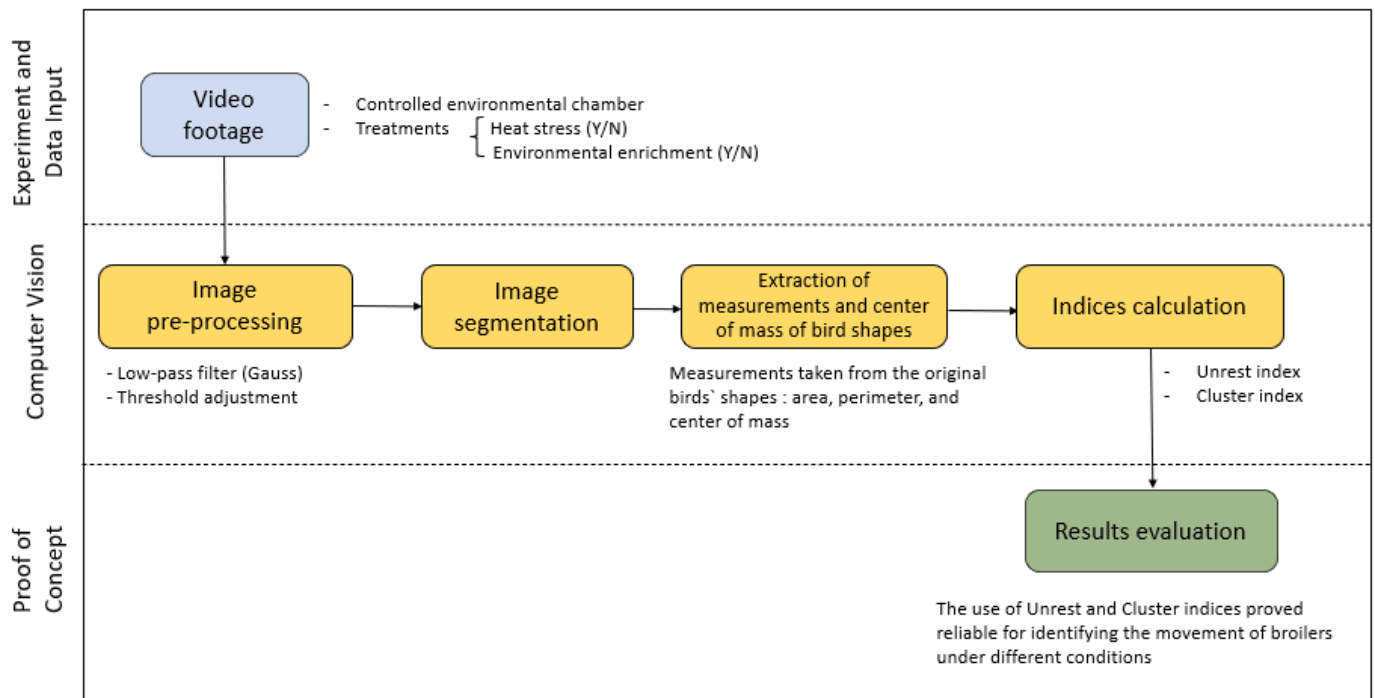 Experiment and
Data Input
Video
footage
- Controlled environmental chamber
- Treatments
Heat stress (Y/N)
Environmental enrichment (Y/N)
Computer Vision
Image
pre-processing
- Low-pass filter (Gauss)
- Threshold adjustment
Image
segmentation
Extraction of
measurements and center
of mass of bird shapes
Measurements taken from the original
birds` shapes : area, perimeter, and
center of mass
Indices calculation
- Unrest index
- Cluster index
Proof of
Concept
Results evaluation
The use of Unrest and Cluster indices proved
reliable for identifying the movement of broilers
under different conditions